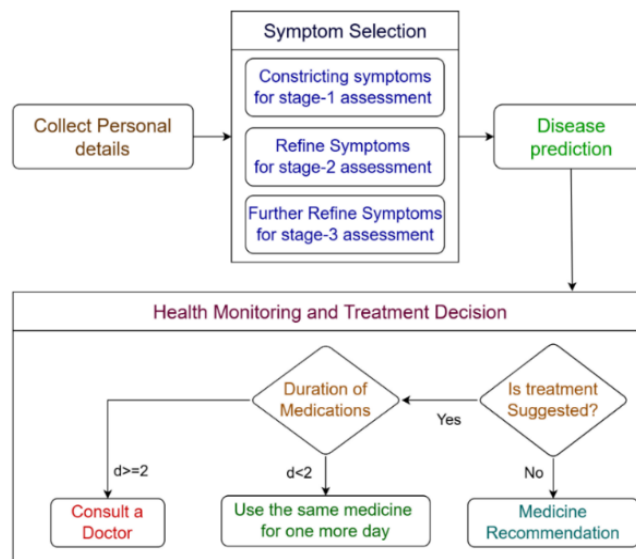 Symptom Selection
Constricting symptoms
for stage-1 assessment
Collect Personal
details
Refine Symptoms
for stage-2 assessment
Disease
prediction
Further Refine Symptoms
for stage-3 assessment
Health Monitoring and Treatment Decision
Duration of
Medications
Is treatment
Suggested?
Yes
d>=2
d<2
No
Consult a
Doctor
Use the same medicine
for one more day
Medicine
Recommendation